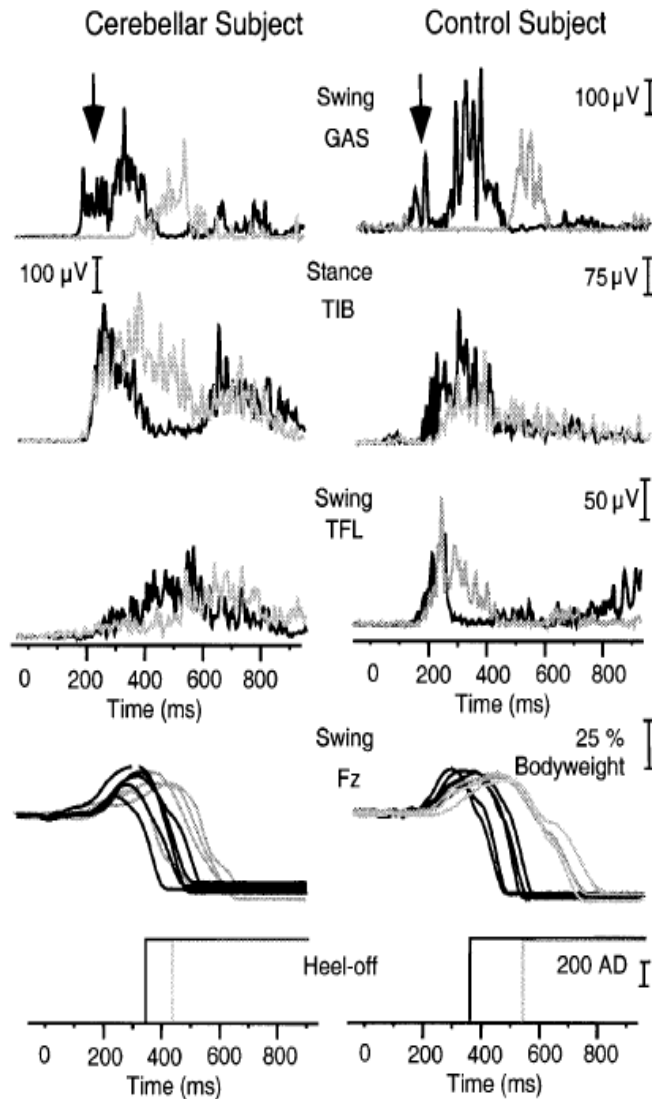 Cerebellar Subject
Control Subject
Swing
GAS
100 µV
100 µV
Stance
TIB
75 µV
Swing
TFL
50 µV
0 200 400 600 800
Time (ms)
0 200 400 600 800
Time (ms)
Swing
Fz
25 %
Bodyweight
Heel-off
200 AD
0 200 400 600 800
Time (ms)
0 200 400 600 800
Time (ms)